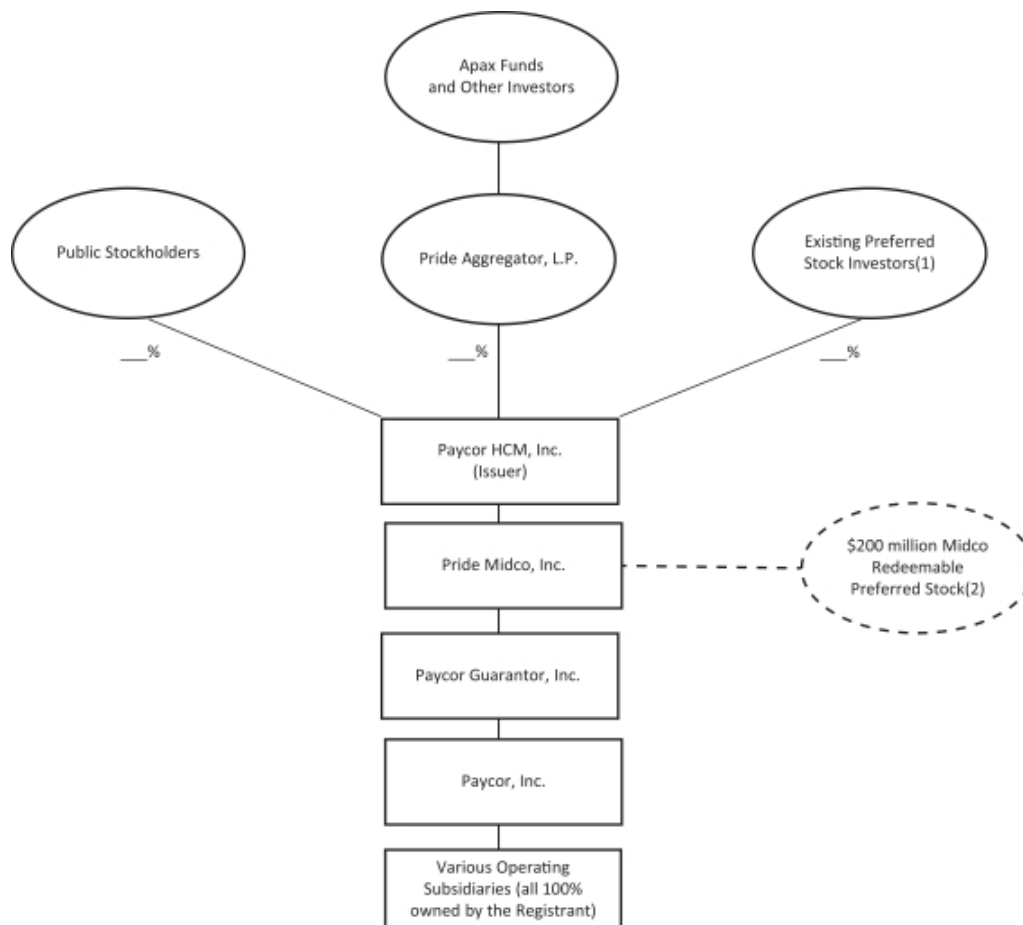 Apax Funds
and Other Investors
Public Stockholders
Pride Aggregator, L.P.
Existing Preferred
Stock Investors(1)
___%
___%
___%
Paycor HCM, Inc.
(Issuer)
Pride Midco, Inc.
$200 million Midco
Redeemable
Preferred Stock(2)
Paycor Guarantor, Inc.
Paycor, Inc.
Various Operating
Subsidiaries (all 100%
owned by the Registrant)